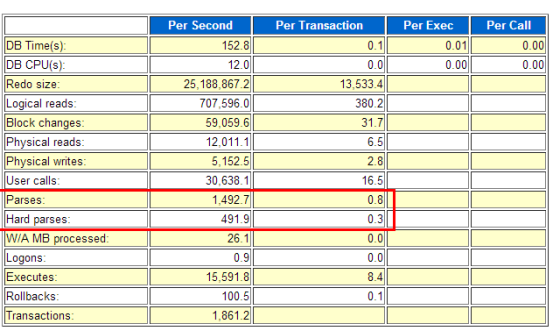 Per Second Per Transaction Per Exec Per Call
DB Time(s): 152.8 0.1 0.01 0.00
DB CPU(s): 12.0 0.0 0.00 0.00
Redo size: 25,188,867.2 13,533.4
Logical reads: 707,596.0 380.2
Block changes: 59,059.6 31.7
Physical reads: 12,011.1 6.5
Physical writes: 5,152.5 2.8
User calls: 30,638.1 16.5
Parses: 1,492.7 0.8
Hard parses: 491.9 0.3
W/A MB processed: 26.1 0.0
Logons: 0.9 0.0
Executes: 15,591.8 8.4
Rollbacks: 100.5 0.1
Transactions: 1,861.2